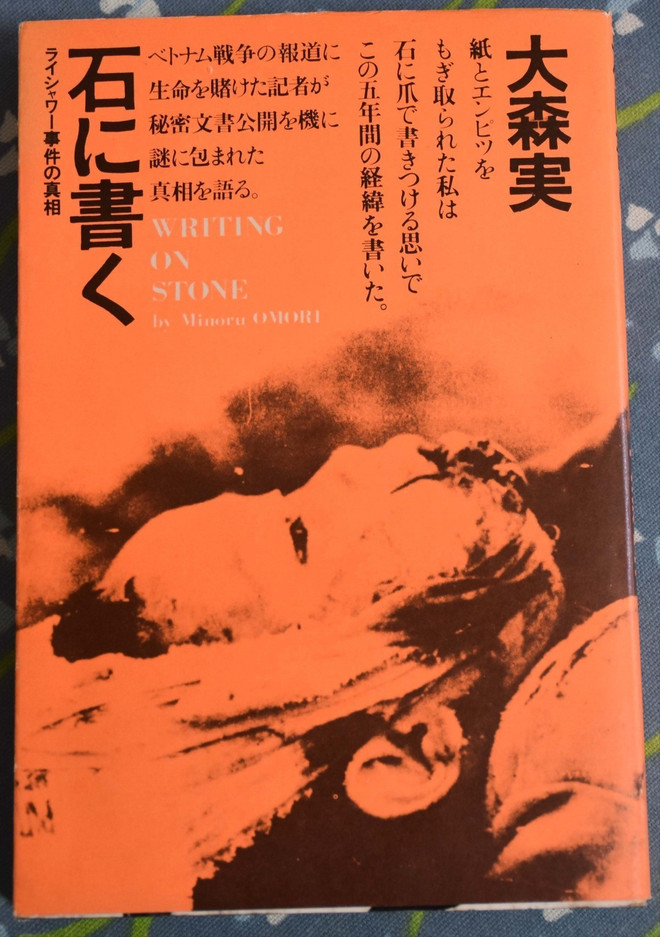 大森実
紙とエンピツを
もぎ取られた私は
石に爪で書きつける思いで
この五年間の経緯を書いた。
ベトナム戦争の報道に
生命を賭けた記者が
秘密文書公開を機に
謎に包まれた
真相を語る。
WRITING
ON
STONE
by Minoru OMORI
石に書く
ライシャワー事件の真相